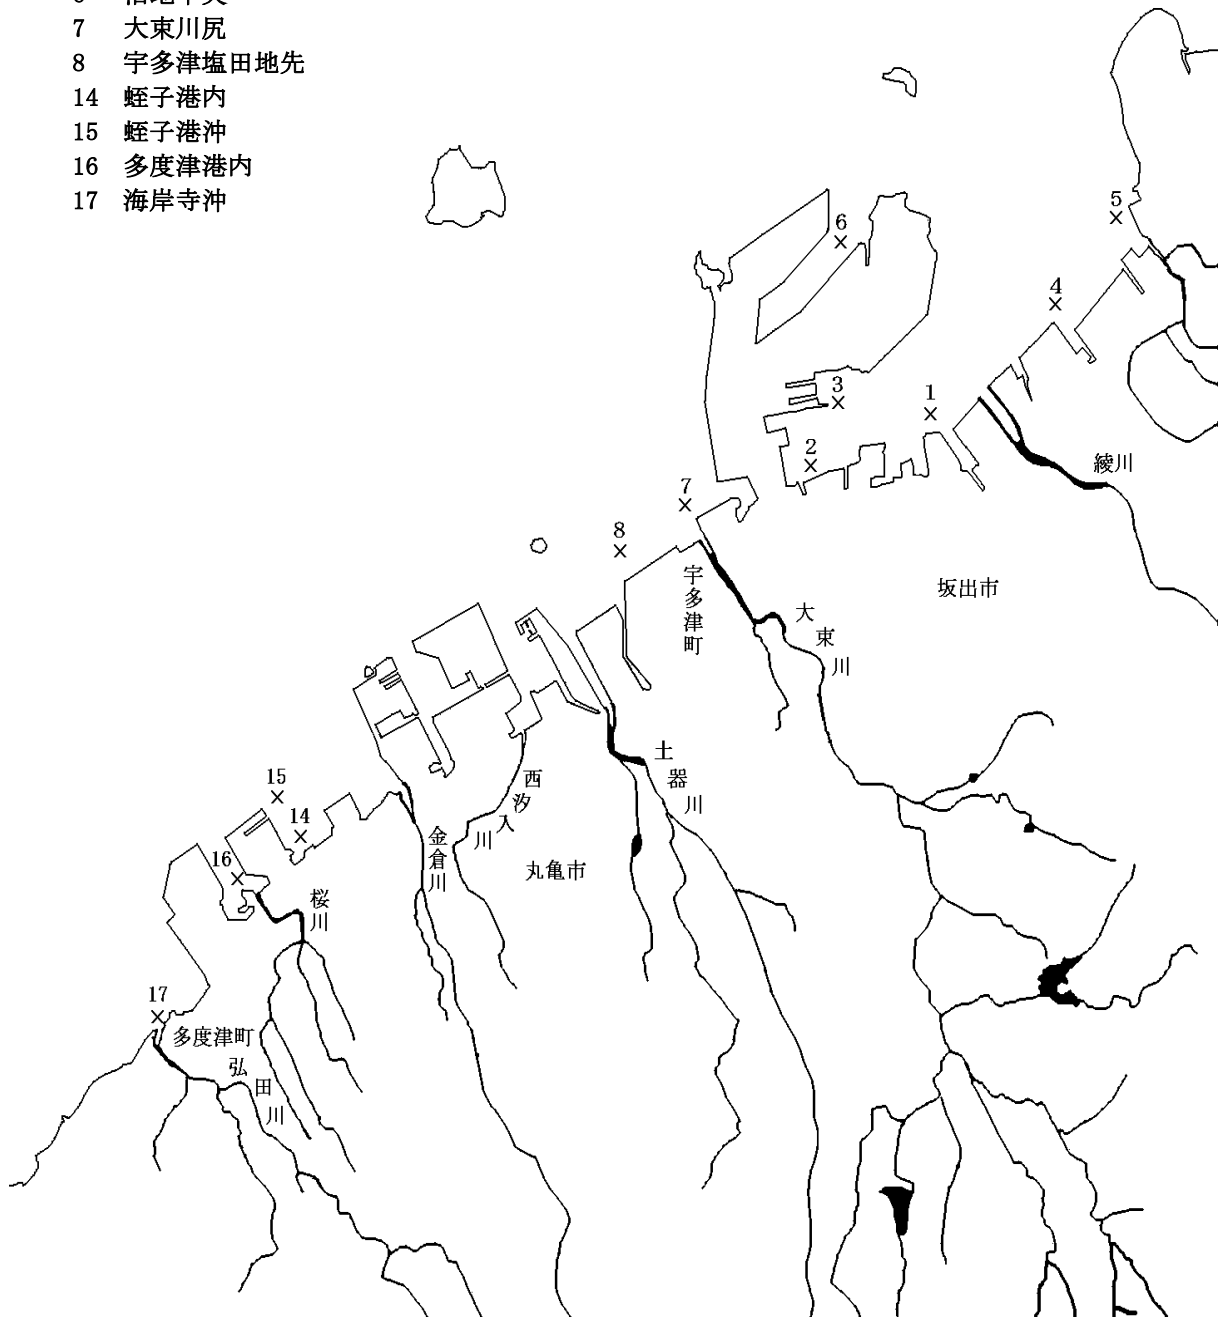 7 大束川尻
8 宇多津塩田地先
14 蛭子港内
15 蛭子港沖
16 多度津港内
17 海岸寺沖
5
6
4
3
1
2
綾川
7
8
宇多津町
坂出市
大束川
土器川
西汐入川
15
14
金倉川
丸亀市
16
桜川
17
多度津町
弘田川